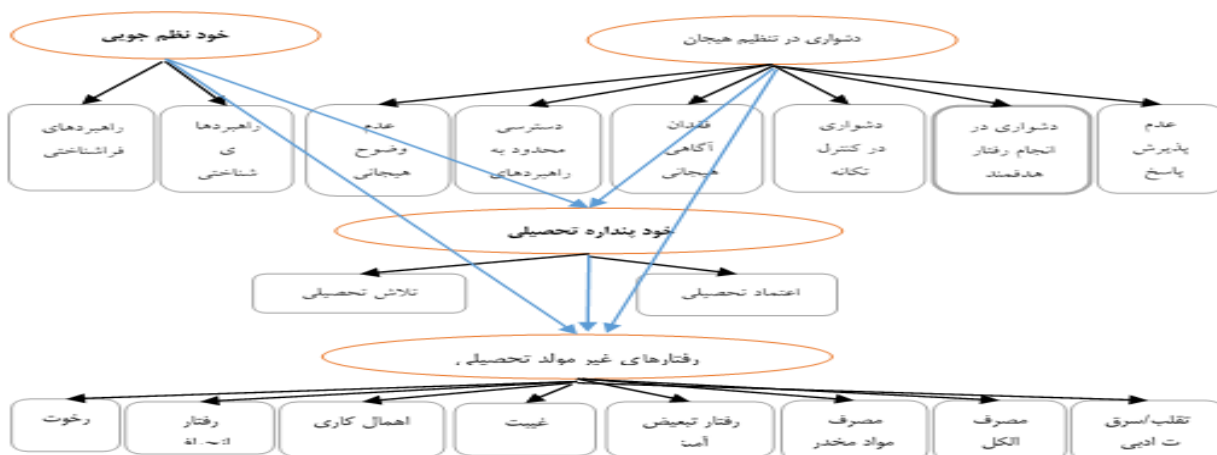 خود نظم جویی
دشواری در تنظیم هیجان
عدم
پذیرش
پاسخ
دشواری در
انجام رفتار
هدفمند
دشواری
در کنترل
تکانه
فقدان
آگاهی
هیجانی
دسترسی
محدود به
راهبردهای
عدم
وضوح
هیجانی
راهبردها
ی
شناختی
راهبردهای
فراشناختی
خود پنداره تحصیلی
اعتماد تحصیلی
تلاش تحصیلی
رفتارهای غیر مولد تحصیلی
تقلب/سرق
ت ادبی
مصرف
الکل
مصرف
مواد مخدر
رفتار تبعیض
غیبت
اهمال کاری
رفتار
رخوت